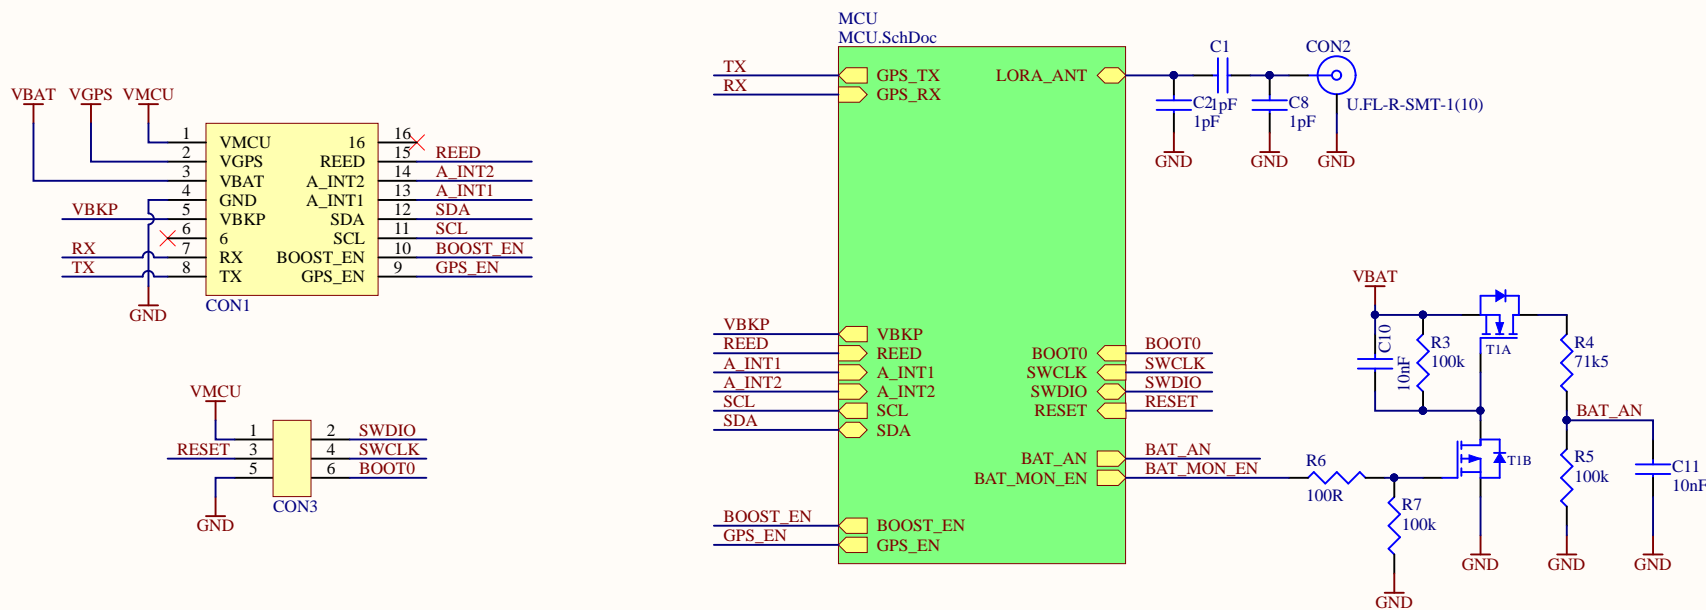 VBAT VGPS VMCU
1 VMCU 16 16
2 VGPS REED 15 REED
3 VBAT A_INT2 14 A_INT2
4 GND A_INT1 13 A_INT1
VBKP 5 VBKP SDA 12 SDA
6 6 SCL 11 SCL
RX 7 RX BOOST_EN 10 BOOST_EN
TX 8 TX GPS_EN 9 GPS_EN
CON1
GND
VMCU
1 2 SWDIO
RESET 3 4 SWCLK
5 6 BOOT0
CON3
GND
MCU
MCU.SchDoc
TX GPS_TX LORA_ANT
RX GPS_RX
VBKP VBKP
REED REED BOOT0 BOOT0
A_INT1 A_INT1 SWCLK SWCLK
A_INT2 A_INT2 SWDIO SWDIO
SCL SCL RESET RESET
SDA SDA
BAT_AN BAT_AN
BAT_MON_EN BAT_MON_EN
BOOST_EN BOOST_EN
GPS_EN GPS_EN
C1
1pF
C2
1pF
C8
1pF
CON2
U.FL-R-SMT-1(10)
GND GND GND
VBAT
C10
10nF
R3
100k
T1A
R4
71k5
BAT_AN
T1B
R5
100k
C11
10nF
R6
100R
R7
100k
GND GND GND
GND